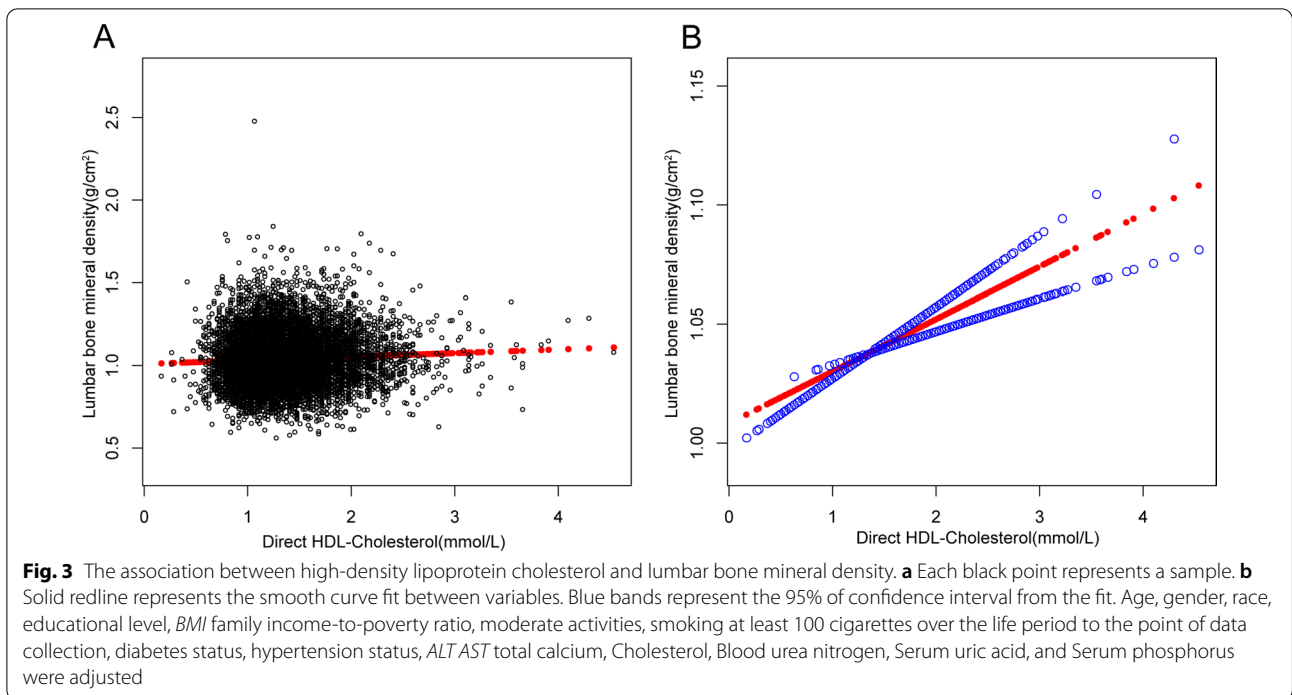 A
B
Lumbar bone mineral density(g/cm²)
2.5
2.0
1.5
1.0
0.5
0 1 2 3 4
Direct HDL-Cholesterol(mmol/L)
Lumbar bone mineral density(g/cm²)
1.15
1.10
1.05
1.00
0 1 2 3 4
Direct HDL-Cholesterol(mmol/L)
Fig. 3 The association between high-density lipoprotein cholesterol and lumbar bone mineral density. a Each black point represents a sample. b
Solid redline represents the smooth curve fit between variables. Blue bands represent the 95% of confidence interval from the fit. Age, gender, race,
educational level, BMI family income-to-poverty ratio, moderate activities, smoking at least 100 cigarettes over the life period to the point of data
collection, diabetes status, hypertension status, ALT AST total calcium, Cholesterol, Blood urea nitrogen, Serum uric acid, and Serum phosphorus
were adjusted